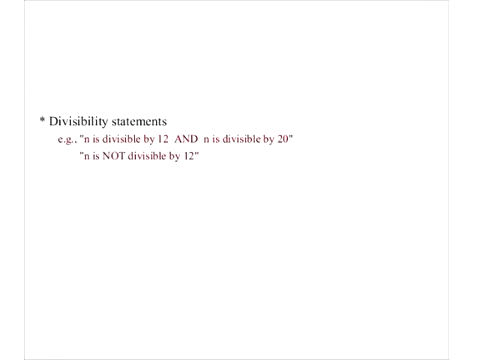 * Divisibility statements
e.g., "n is divisible by 12 AND n is divisible by 20"
"n is NOT divisible by 12"